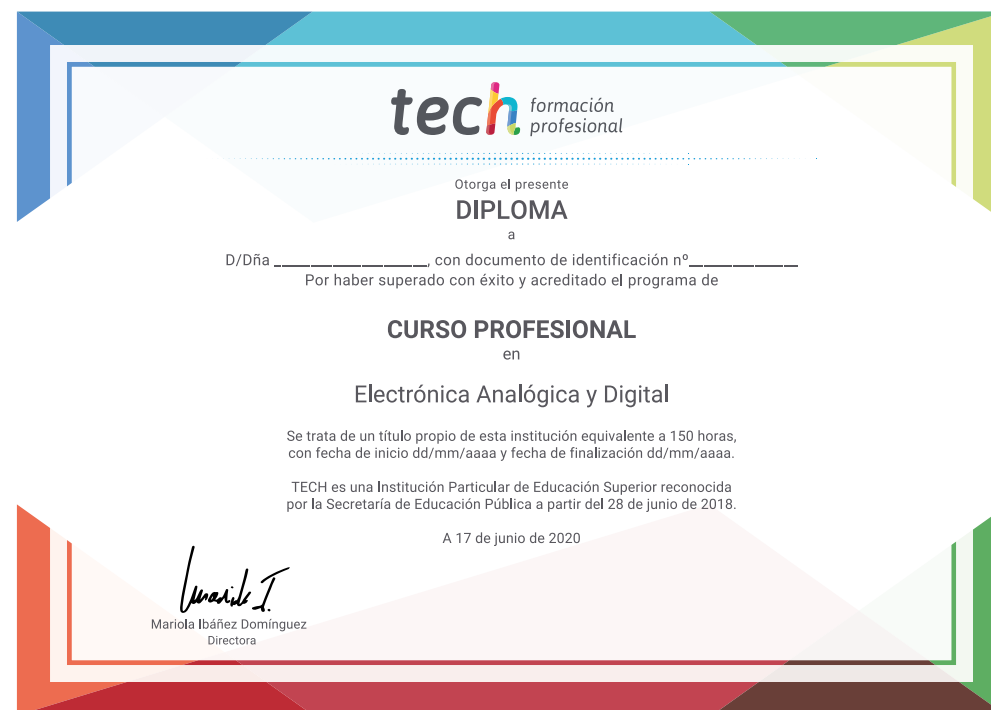 tech formación
profesional
Otorga el presente
DIPLOMA
a
D/Dña ____________________, con documento de identificación nº______________
Por haber superado con éxito y acreditado el programa de
CURSO PROFESIONAL
en
Electrónica Analógica y Digital
Se trata de un título propio de esta institución equivalente a 150 horas,
con fecha de inicio dd/mm/aaaa y fecha de finalización dd/mm/aaaa.
TECH es una Institución Particular de Educación Superior reconocida
por la Secretaría de Educación Pública a partir del 28 de junio de 2018.
A 17 de junio de 2020
Mariola Ibáñez Domínguez
Directora